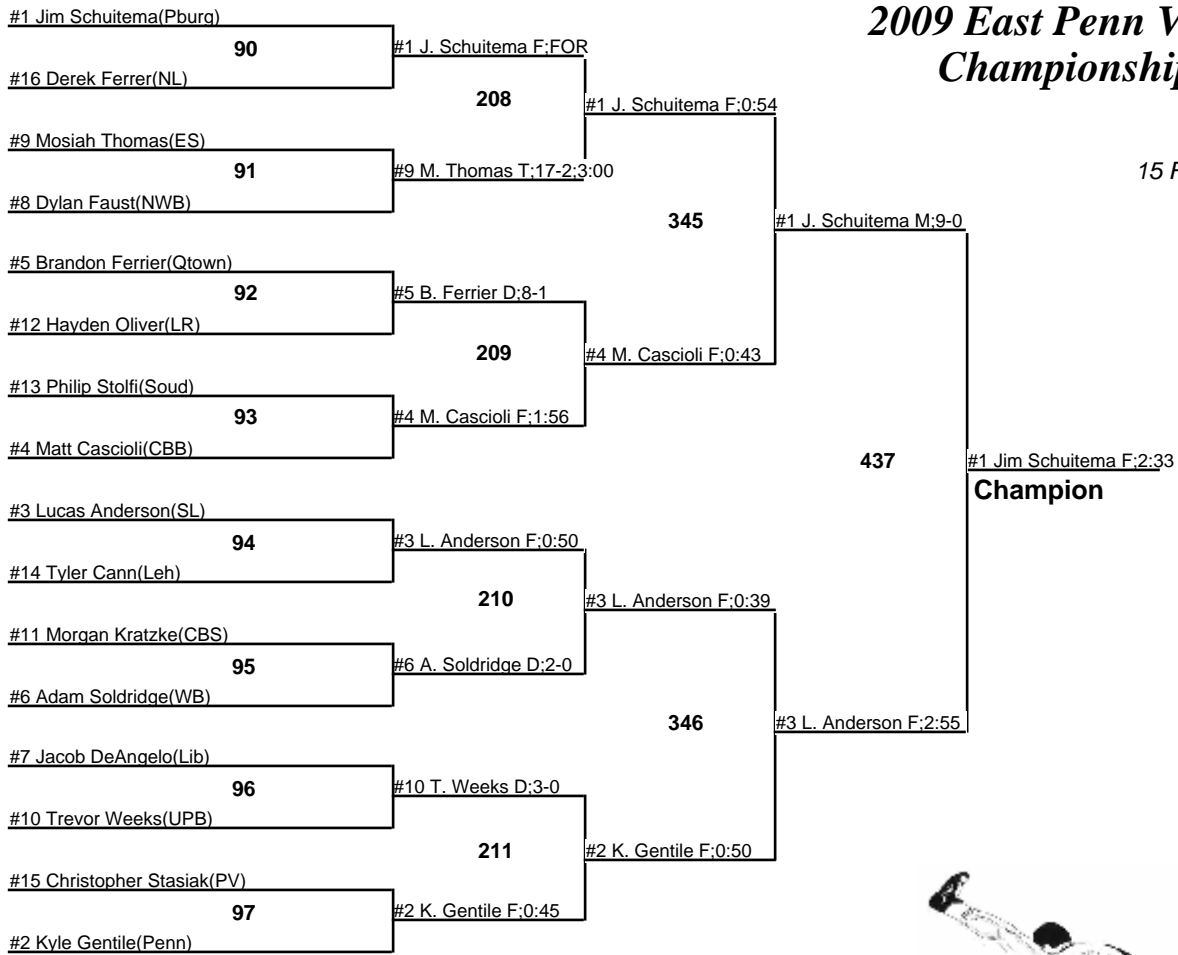 2009 East Penn V
Championship
15 F
#1 Jim Schuitema(Pburg)
90
#16 Derek Ferrer(NL)
#1 J. Schuitema F;FOR
208
#9 Mosiah Thomas(ES)
91
#8 Dylan Faust(NWB)
#9 M. Thomas T;17-2;3:00
#1 J. Schuitema F;0:54
345
#5 Brandon Ferrier(Qtown)
92
#12 Hayden Oliver(LR)
#5 B. Ferrier D;8-1
209
#13 Philip Stolfi(Soud)
93
#4 Matt Cascioli(CBB)
#4 M. Cascioli F;1:56
#4 M. Cascioli F;0:43
#1 J. Schuitema M;9-0
437
#1 Jim Schuitema F;2:33
Champion
#3 Lucas Anderson(SL)
94
#14 Tyler Cann(Leh)
#3 L. Anderson F;0:50
210
#11 Morgan Kratzke(CBS)
95
#6 Adam Soldridge(WB)
#6 A. Soldridge D;2-0
#3 L. Anderson F;0:39
346
#3 L. Anderson F;2:55
#7 Jacob DeAngelo(Lib)
96
#10 Trevor Weeks(UPB)
#10 T. Weeks D;3-0
211
#15 Christopher Stasiak(PV)
97
#2 Kyle Gentile(Penn)
#2 K. Gentile F;0:45
#2 K. Gentile F;0:50